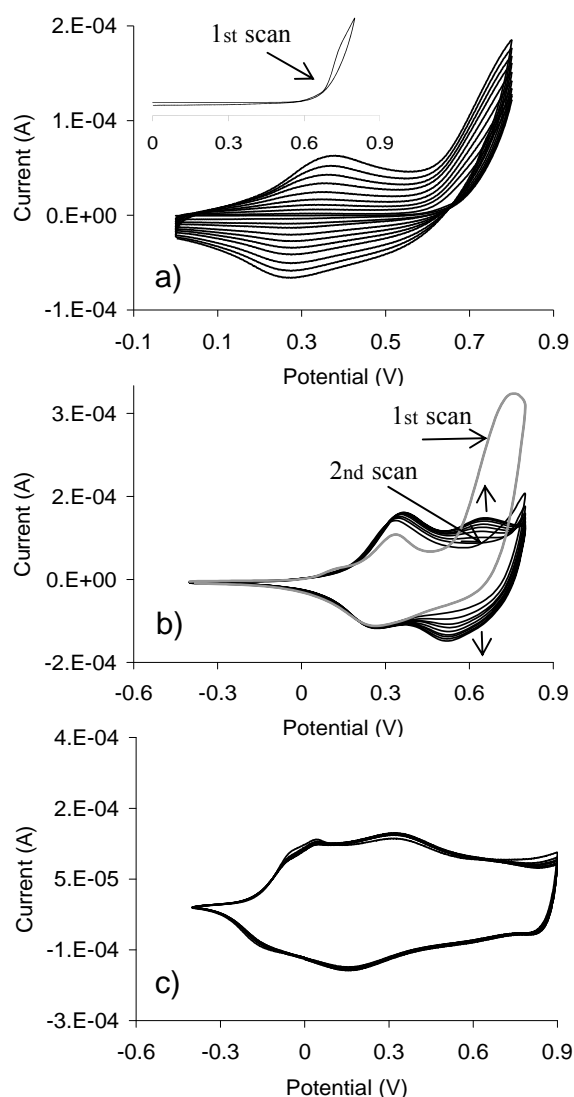 2.E-04
1.E-04
0.E+00
-1.E-04
Current (A)
1st scan
0 0.3 0.6 0.9
a)
-0.1 0.1 0.3 0.5 0.7 0.9
Potential (V)
3.E-04
2.E-04
0.E+00
-2.E-04
Current (A)
1st scan
2nd scan
b)
-0.6 -0.3 0 0.3 0.6 0.9
Potential (V)
4.E-04
2.E-04
5.E-05
-1.E-04
-3.E-04
Current (A)
c)
-0.6 -0.3 0 0.3 0.6 0.9
Potential (V)